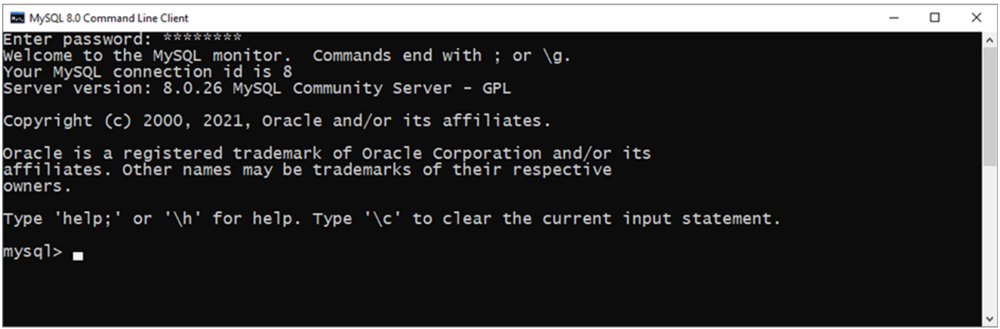 MySQL 8.0 Command Line Client
Enter password: ********
Welcome to the MySQL monitor.  Commands end with ; or \g.
Your MySQL connection id is 8
Server version: 8.0.26 MySQL Community Server - GPL
Copyright (c) 2000, 2021, Oracle and/or its affiliates.
Oracle is a registered trademark of Oracle Corporation and/or its
affiliates. Other names may be trademarks of their respective
owners.
Type 'help;' or '\h' for help. Type '\c' to clear the current input statement.
mysql>